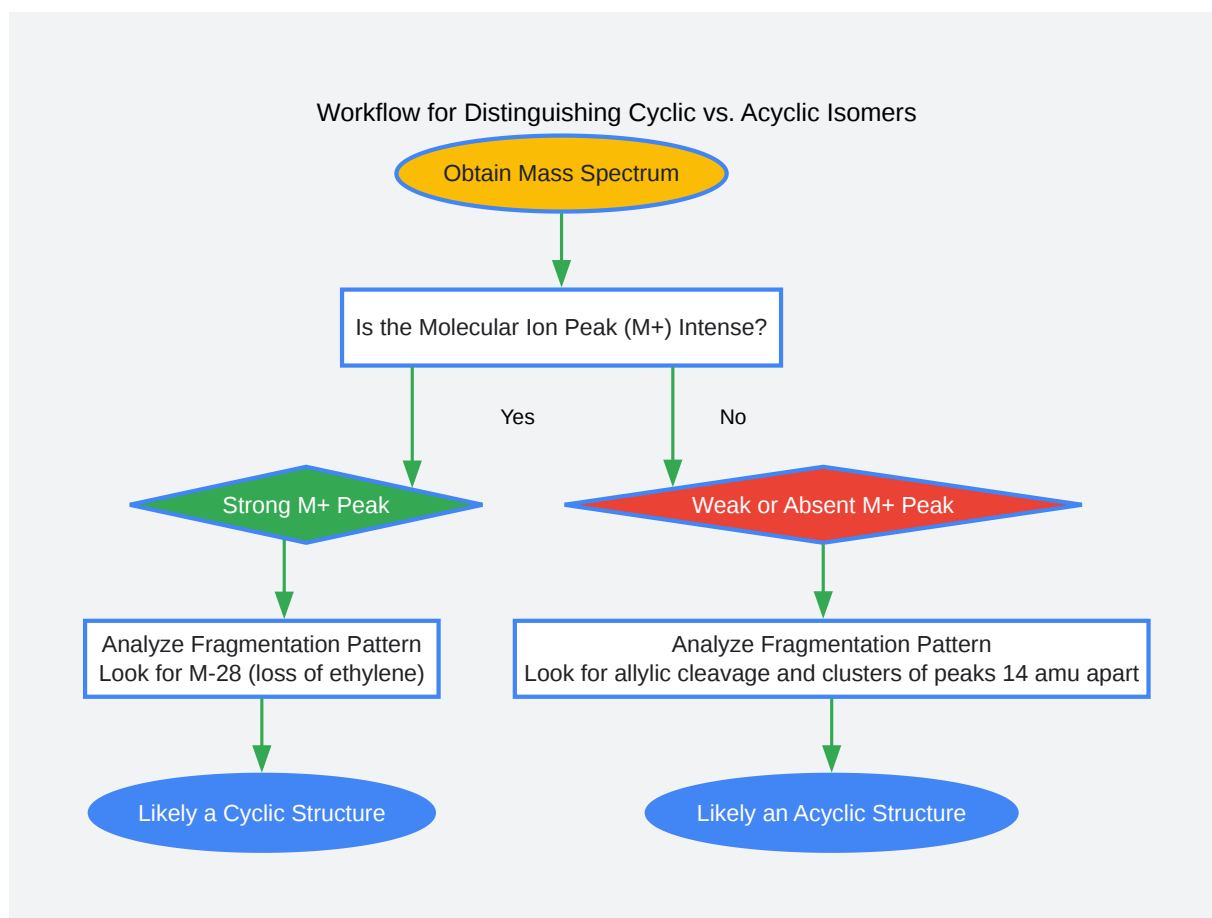 Workflow for Distinguishing Cyclic vs. Acyclic Isomers
Obtain Mass Spectrum
Is the Molecular Ion Peak (M+) Intense?
Yes
No
Strong M+ Peak
Weak or Absent M+ Peak
Analyze Fragmentation Pattern
Look for M-28 (loss of ethylene)
Analyze Fragmentation Pattern
Look for allylic cleavage and clusters of peaks 14 amu apart
Likely a Cyclic Structure
Likely an Acyclic Structure